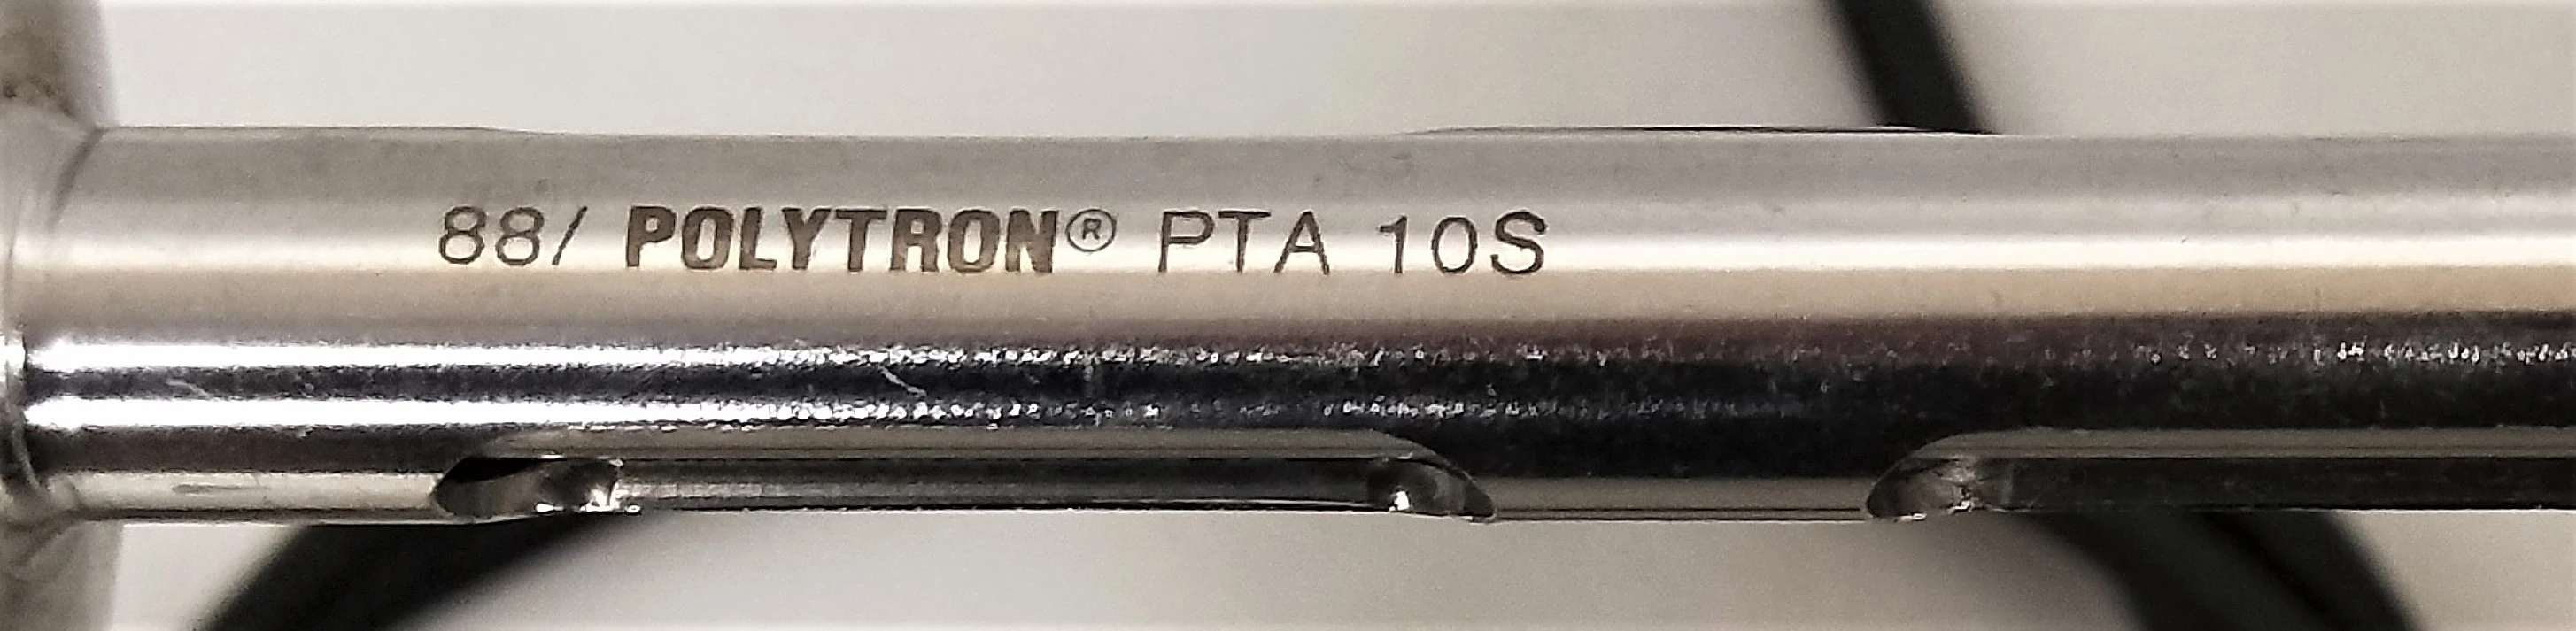 88/ POLYTRON® PTA 10S